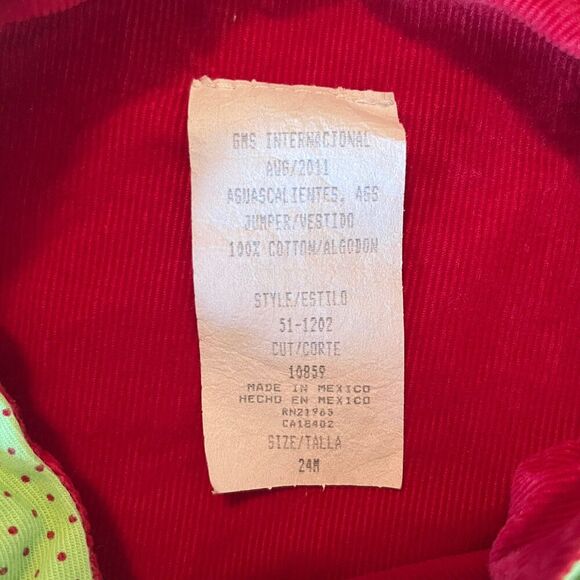 GMS INTERNACIONAL
AUG/2011
AGUASCALIENTES, AGS
JUMPER/VESTIDO
100% COTTON/ALGODON
STYLE/ESTILO
51-1202
CUT/CORTE
10859
MADE IN MEXICO
HECHO EN MEXICO
RN21963
CA18402
SIZE/TALLA
24M